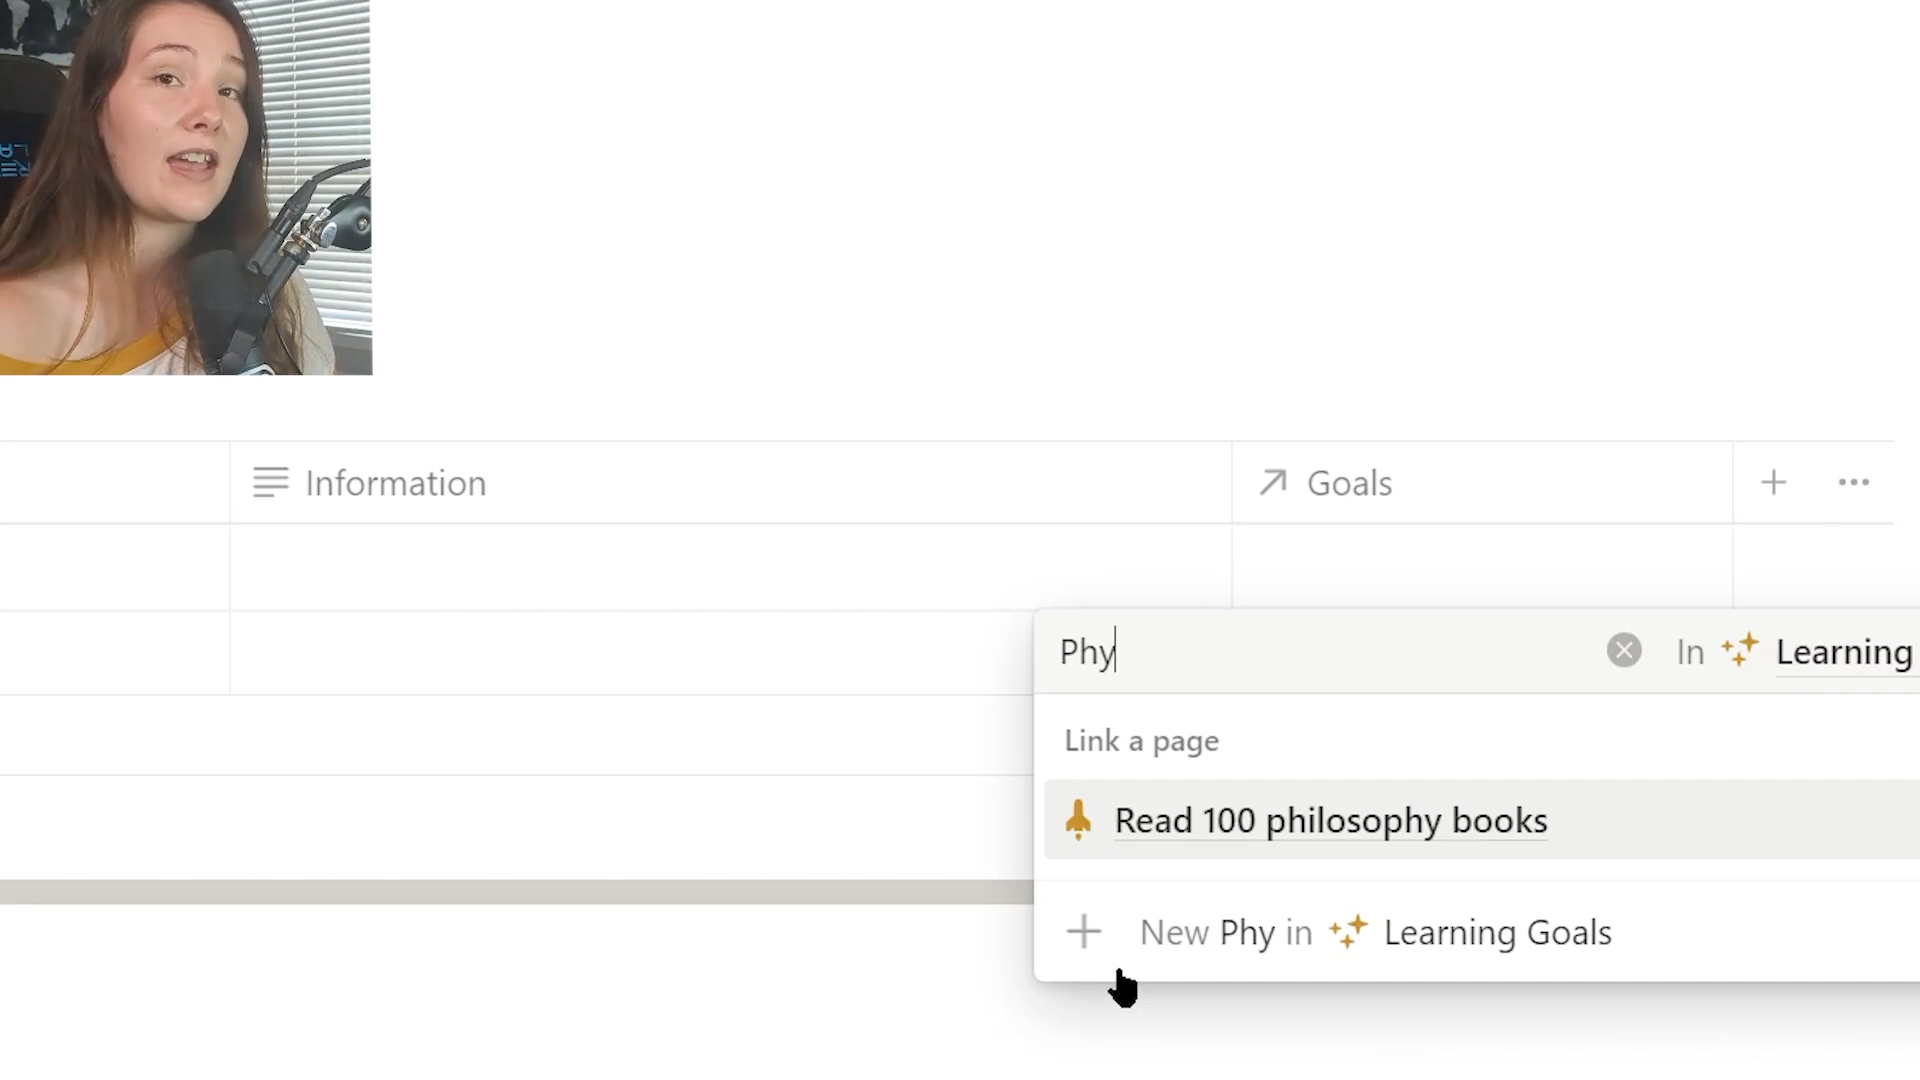 Information
Goals
Phy
In Learning
Link a page
Read 100 philosophy books
New Phy in Learning Goals